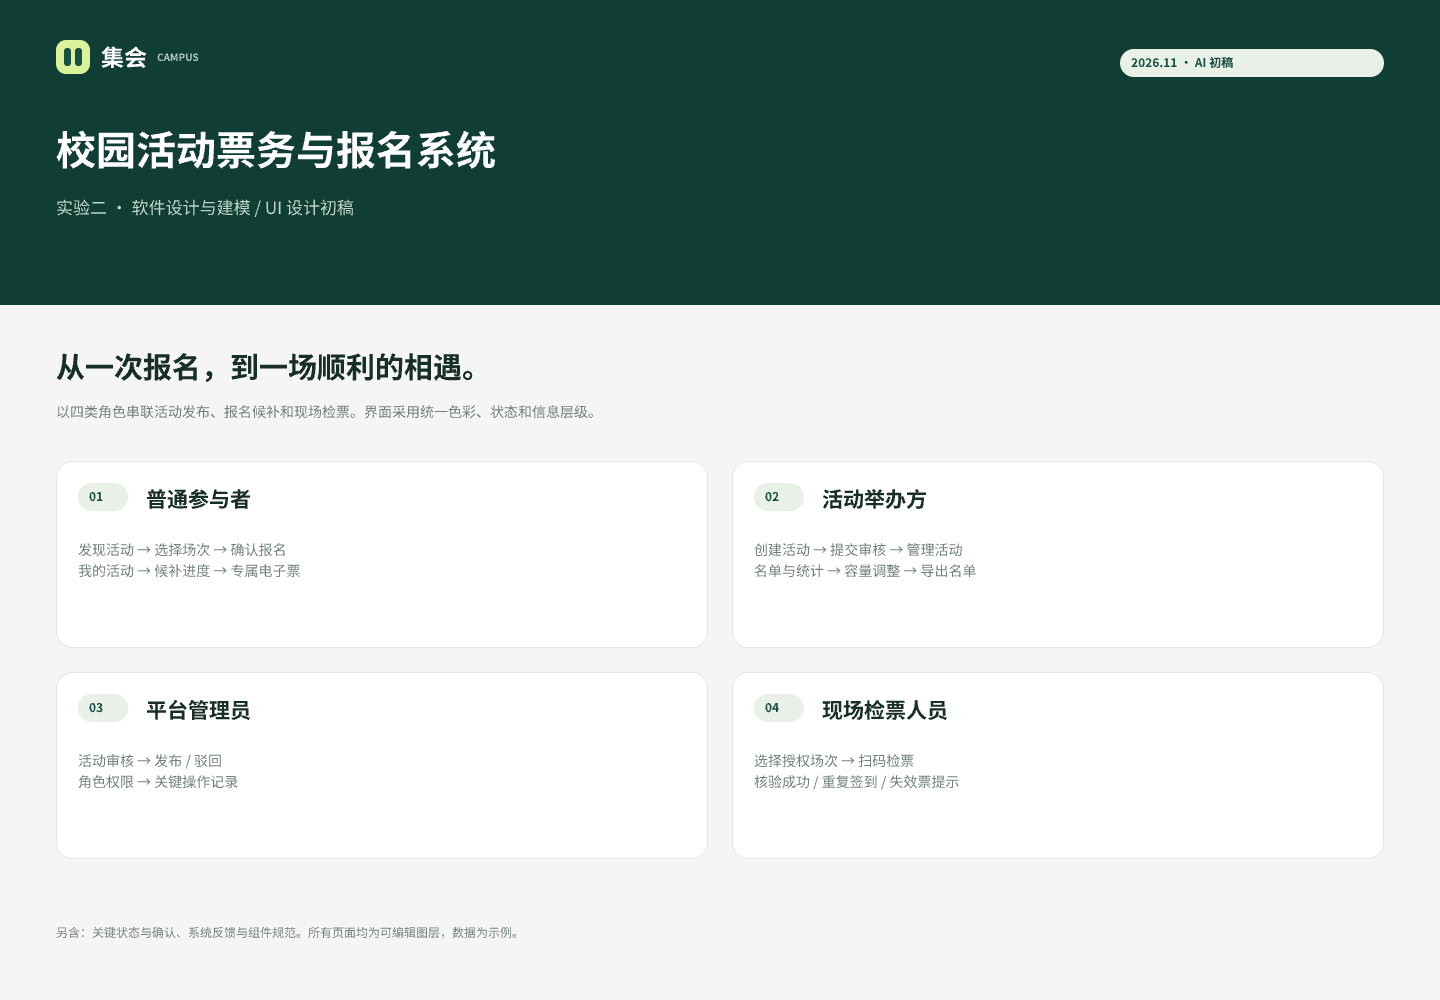 集会 CAMPUS
2026.11 · AI 初稿
校园活动票务与报名系统
实验二 · 软件设计与建模 / UI 设计初稿
从一次报名，到一场顺利的相遇。
以四类角色串联活动发布、报名候补和现场检票。界面采用统一色彩、状态和信息层级。
01 普通参与者
发现活动 → 选择场次 → 确认报名
我的活动 → 候补进度 → 专属电子票
02 活动举办方
创建活动 → 提交审核 → 管理活动
名单与统计 → 容量调整 → 导出名单
03 平台管理员
活动审核 → 发布 / 驳回
角色权限 → 关键操作记录
04 现场检票人员
选择授权场次 → 扫码检票
核验成功 / 重复签到 / 失效票提示
另含：关键状态与确认、系统反馈与组件规范。所有页面均为可编辑图层，数据为示例。